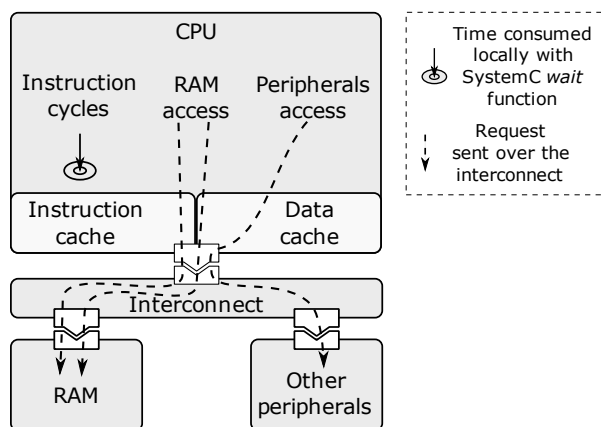 CPU
Instruction
cycles
RAM
access
Peripherals
access
Instruction
cache
Data
cache
Interconnect
RAM
Other
peripherals
Time consumed
locally with
SystemC wait
function
Request
sent over the
interconnect